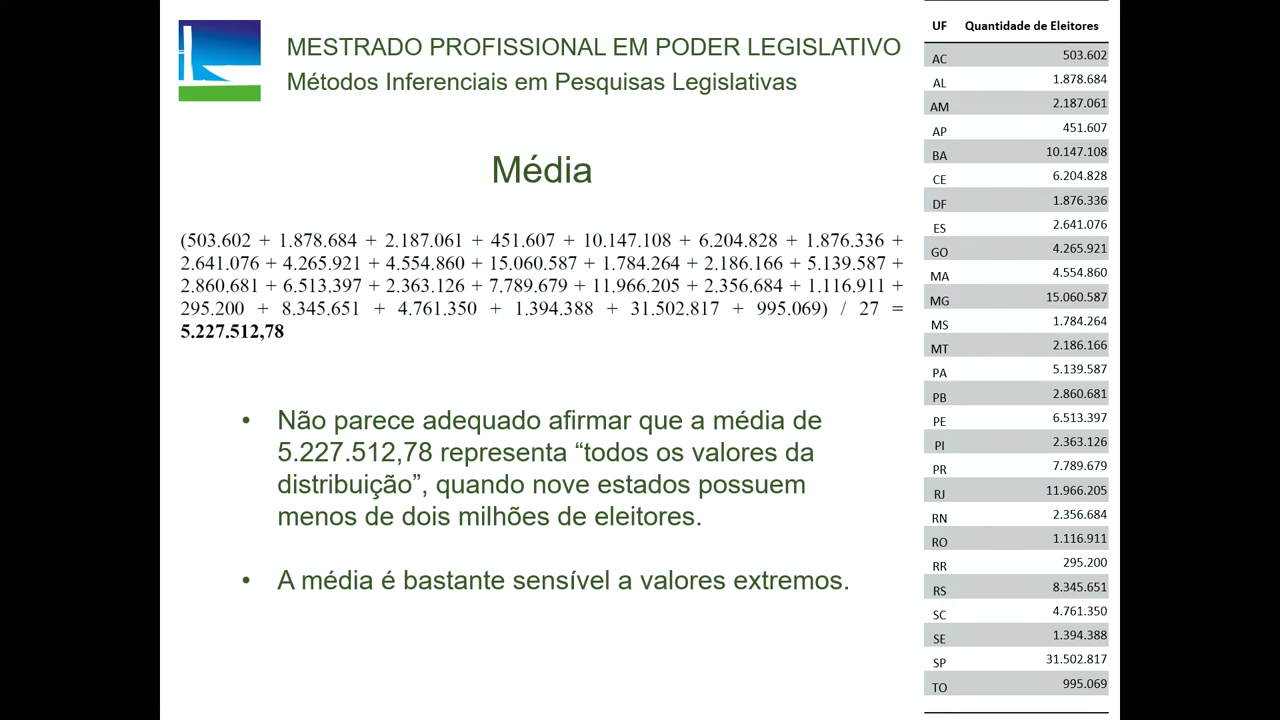 MESTRADO PROFISSIONAL EM PODER LEGISLATIVO
Métodos Inferenciais em Pesquisas Legislativas
Média
(503.602 + 1.878.684 + 2.187.061 + 451.607 + 10.147.108 + 6.204.828 + 1.876.336 +
2.641.076 + 4.265.921 + 4.554.860 + 15.060.587 + 1.784.264 + 2.186.166 + 5.139.587 +
2.860.681 + 6.513.397 + 2.363.126 + 7.789.679 + 11.966.205 + 2.356.684 + 1.116.911 +
295.200 + 8.345.651 + 4.761.350 + 1.394.388 + 31.502.817 + 995.069) / 27 =
5.227.512,78
• Não parece adequado afirmar que a média de
5.227.512,78 representa “todos os valores da
distribuição”, quando nove estados possuem
menos de dois milhões de eleitores.
• A média é bastante sensível a valores extremos.
UF Quantidade de Eleitores
AC 503.602
AL 1.878.684
AM 2.187.061
AP 451.607
BA 10.147.108
CE 6.204.828
DF 1.876.336
ES 2.641.076
GO 4.265.921
MA 4.554.860
MG 15.060.587
MS 1.784.264
MT 2.186.166
PA 5.139.587
PB 2.860.681
PE 6.513.397
PI 2.363.126
PR 7.789.679
RJ 11.966.205
RN 2.356.684
RO 1.116.911
RR 295.200
RS 8.345.651
SC 4.761.350
SE 1.394.388
SP 31.502.817
TO 995.069